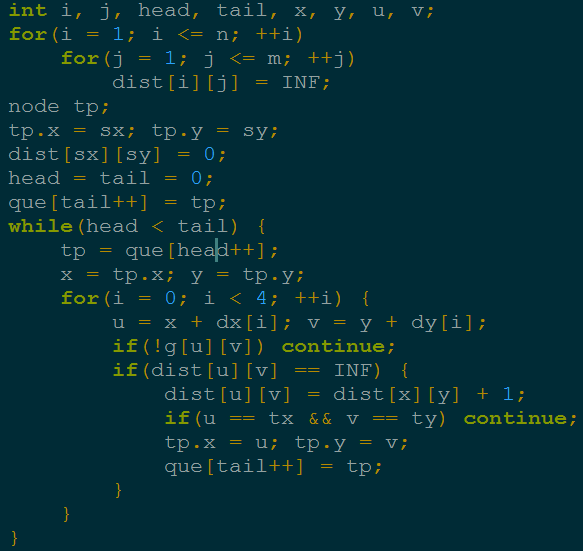 int i, j, head, tail, x, y, u, v;
for(i = 1; i <= n; ++i)
    for(j = 1; j <= m; ++j)
        dist[i][j] = INF;
node tp;
tp.x = sx; tp.y = sy;
dist[sx][sy] = 0;
head = tail = 0;
que[tail++] = tp;
while(head < tail) {
    tp = que[head++];
    x = tp.x; y = tp.y;
    for(i = 0; i < 4; ++i) {
        u = x + dx[i]; v = y + dy[i];
        if(!g[u][v]) continue;
        if(dist[u][v] == INF) {
            dist[u][v] = dist[x][y] + 1;
            if(u == tx && v == ty) continue;
            tp.x = u; tp.y = v;
            que[tail++] = tp;
        }
    }
}